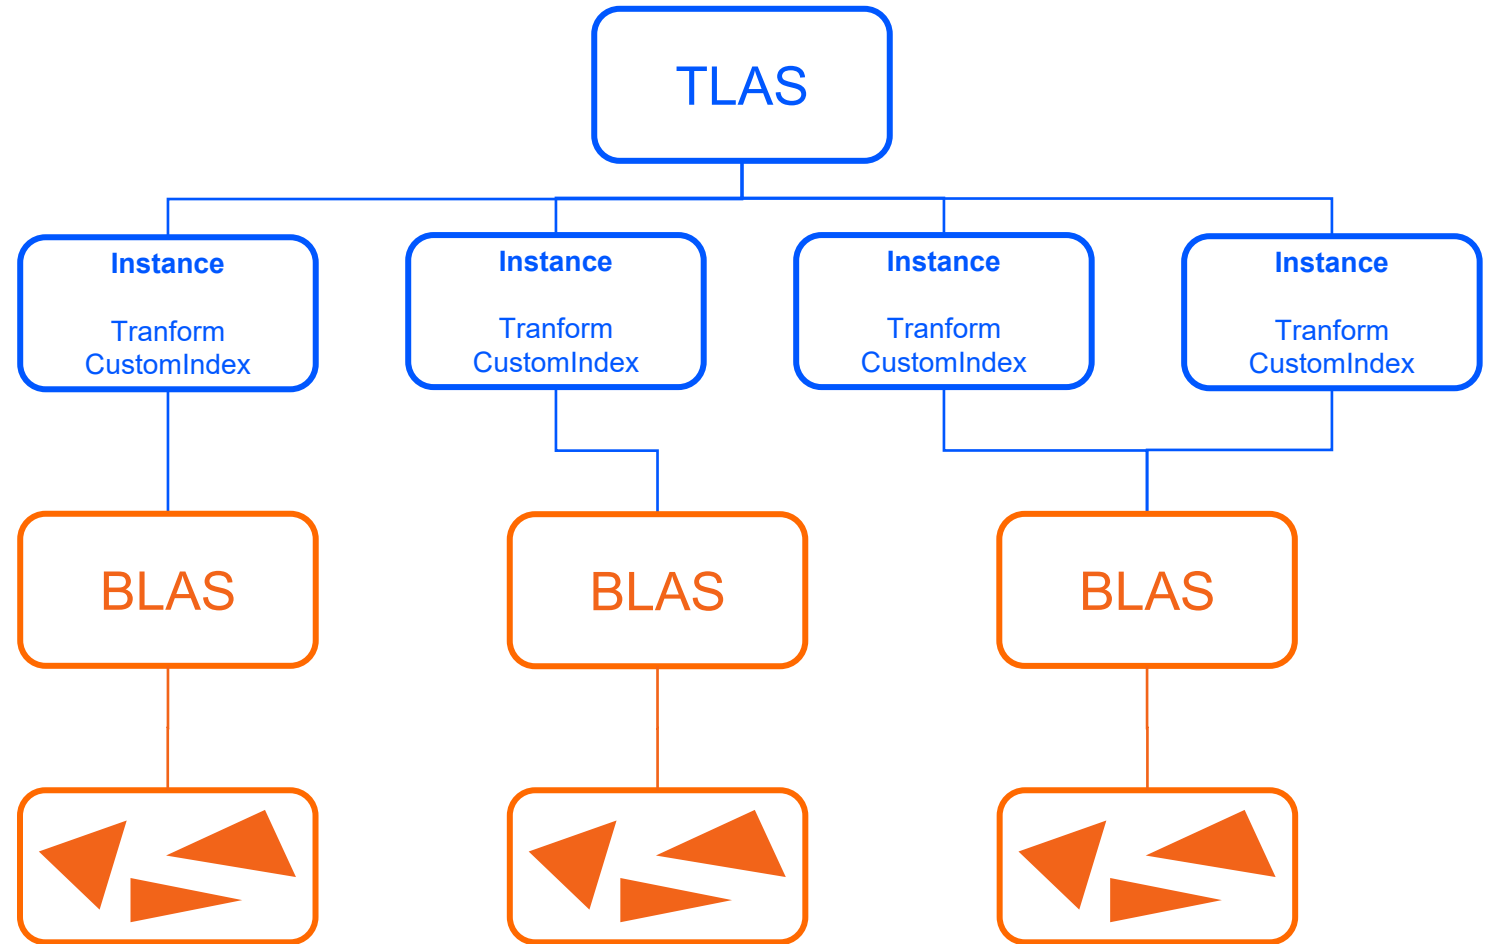 TLAS
Instance
Tranform
CustomIndex
Instance
Tranform
CustomIndex
Instance
Tranform
CustomIndex
Instance
Tranform
CustomIndex
BLAS
BLAS
BLAS